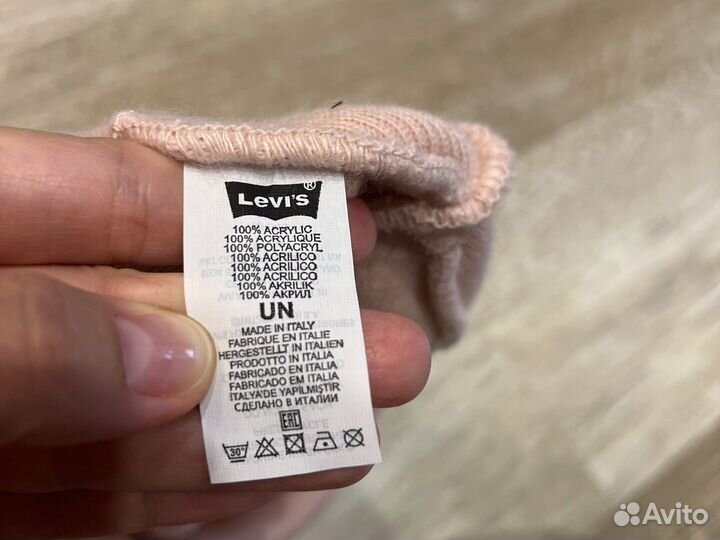 Levi's®
100% ACRYLIC
100% ACRYLIQUE
100% POLYACRYL
100% ACRILICO
100% ACRILICO
100% ACRILICO
100% AKRILIK
100% АКРИЛ
UN
MADE IN ITALY
FABRIQUE EN ITALIE
HERGESTELLT IN ITALIEN
PRODOTTO IN ITALIA
FABRICADO EN ITALIA
FABRICADO EM ITALIA
ITALYA'DE YAPILMIŞTIR
СДЕЛАНО В ИТАЛИИ
EAC
30°
Avito